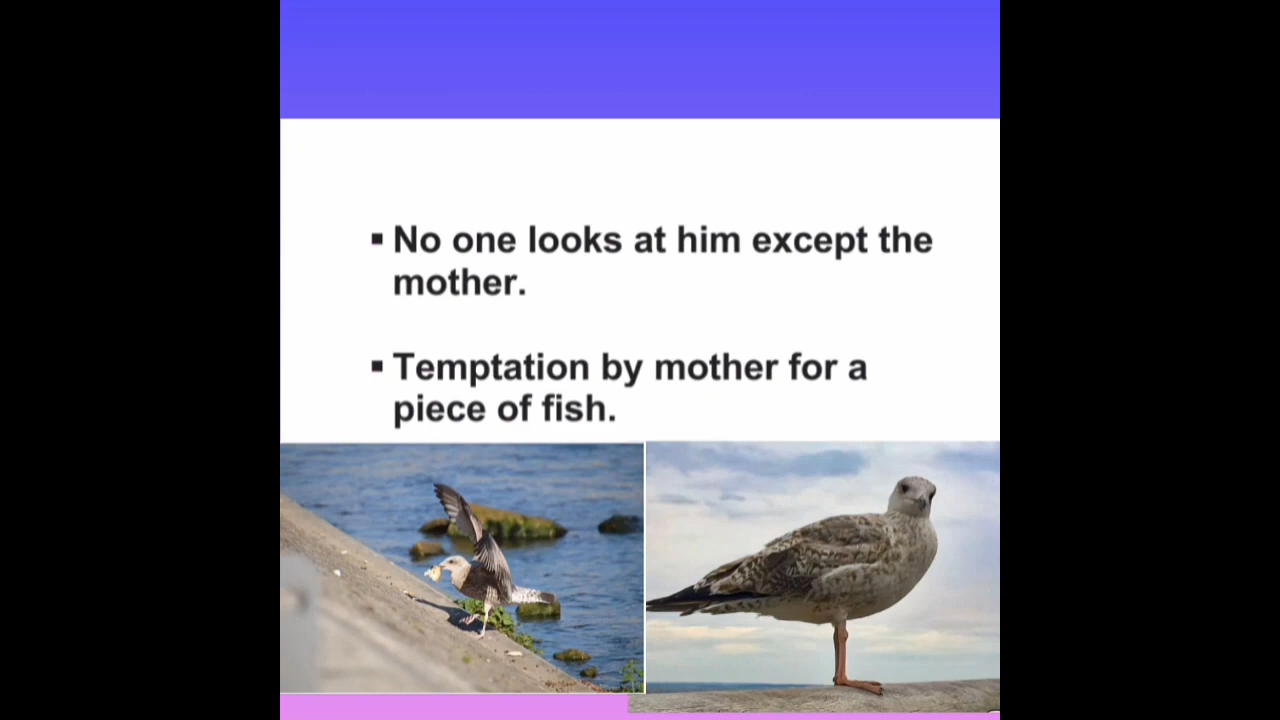 ▪ No one looks at him except the
mother.
▪ Temptation by mother for a
piece of fish.